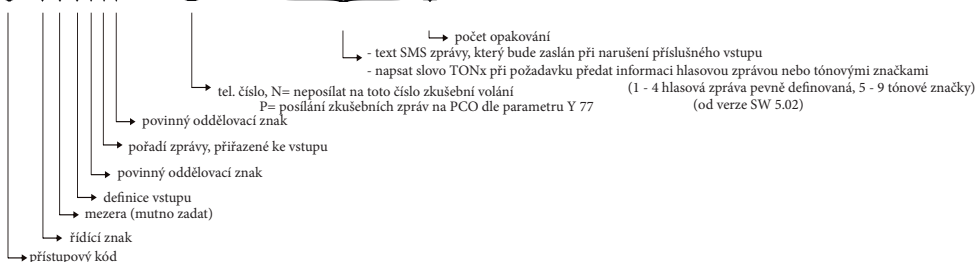 počet opakování
- text SMS zprávy, který bude zaslán při narušení příslušného vstupu
- napsat slovo TONx při požadavku předat informaci hlasovou zprávou nebo tónovými značkami
(1 - 4 hlasová zpráva pevně definovaná, 5 - 9 tónové značky)
tel. číslo, N= neposílat na toto číslo zkušební volání
P= posílání zkušebních zpráv na PCO dle parametru Y 77
(od verze SW 5.02)
povinný oddělovací znak
pořadí zprávy, přiřazené ke vstupu
povinný oddělovací znak
definice vstupu
mezera (mutno zadat)
řídící znak
přístupový kód